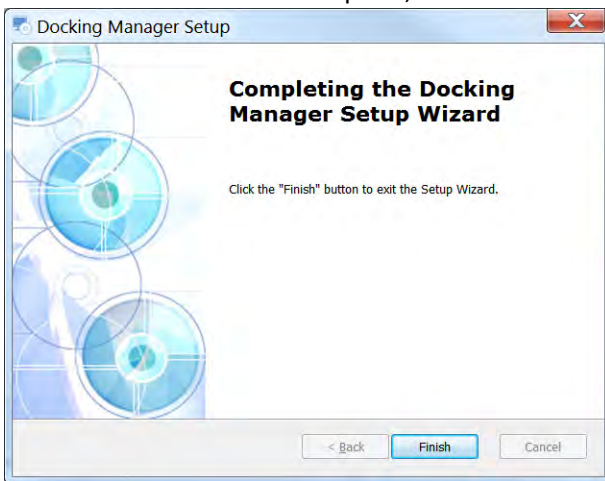 Docking Manager Setup
Completing the Docking
Manager Setup Wizard
Click the "Finish" button to exit the Setup Wizard.
< Back
Finish
Cancel